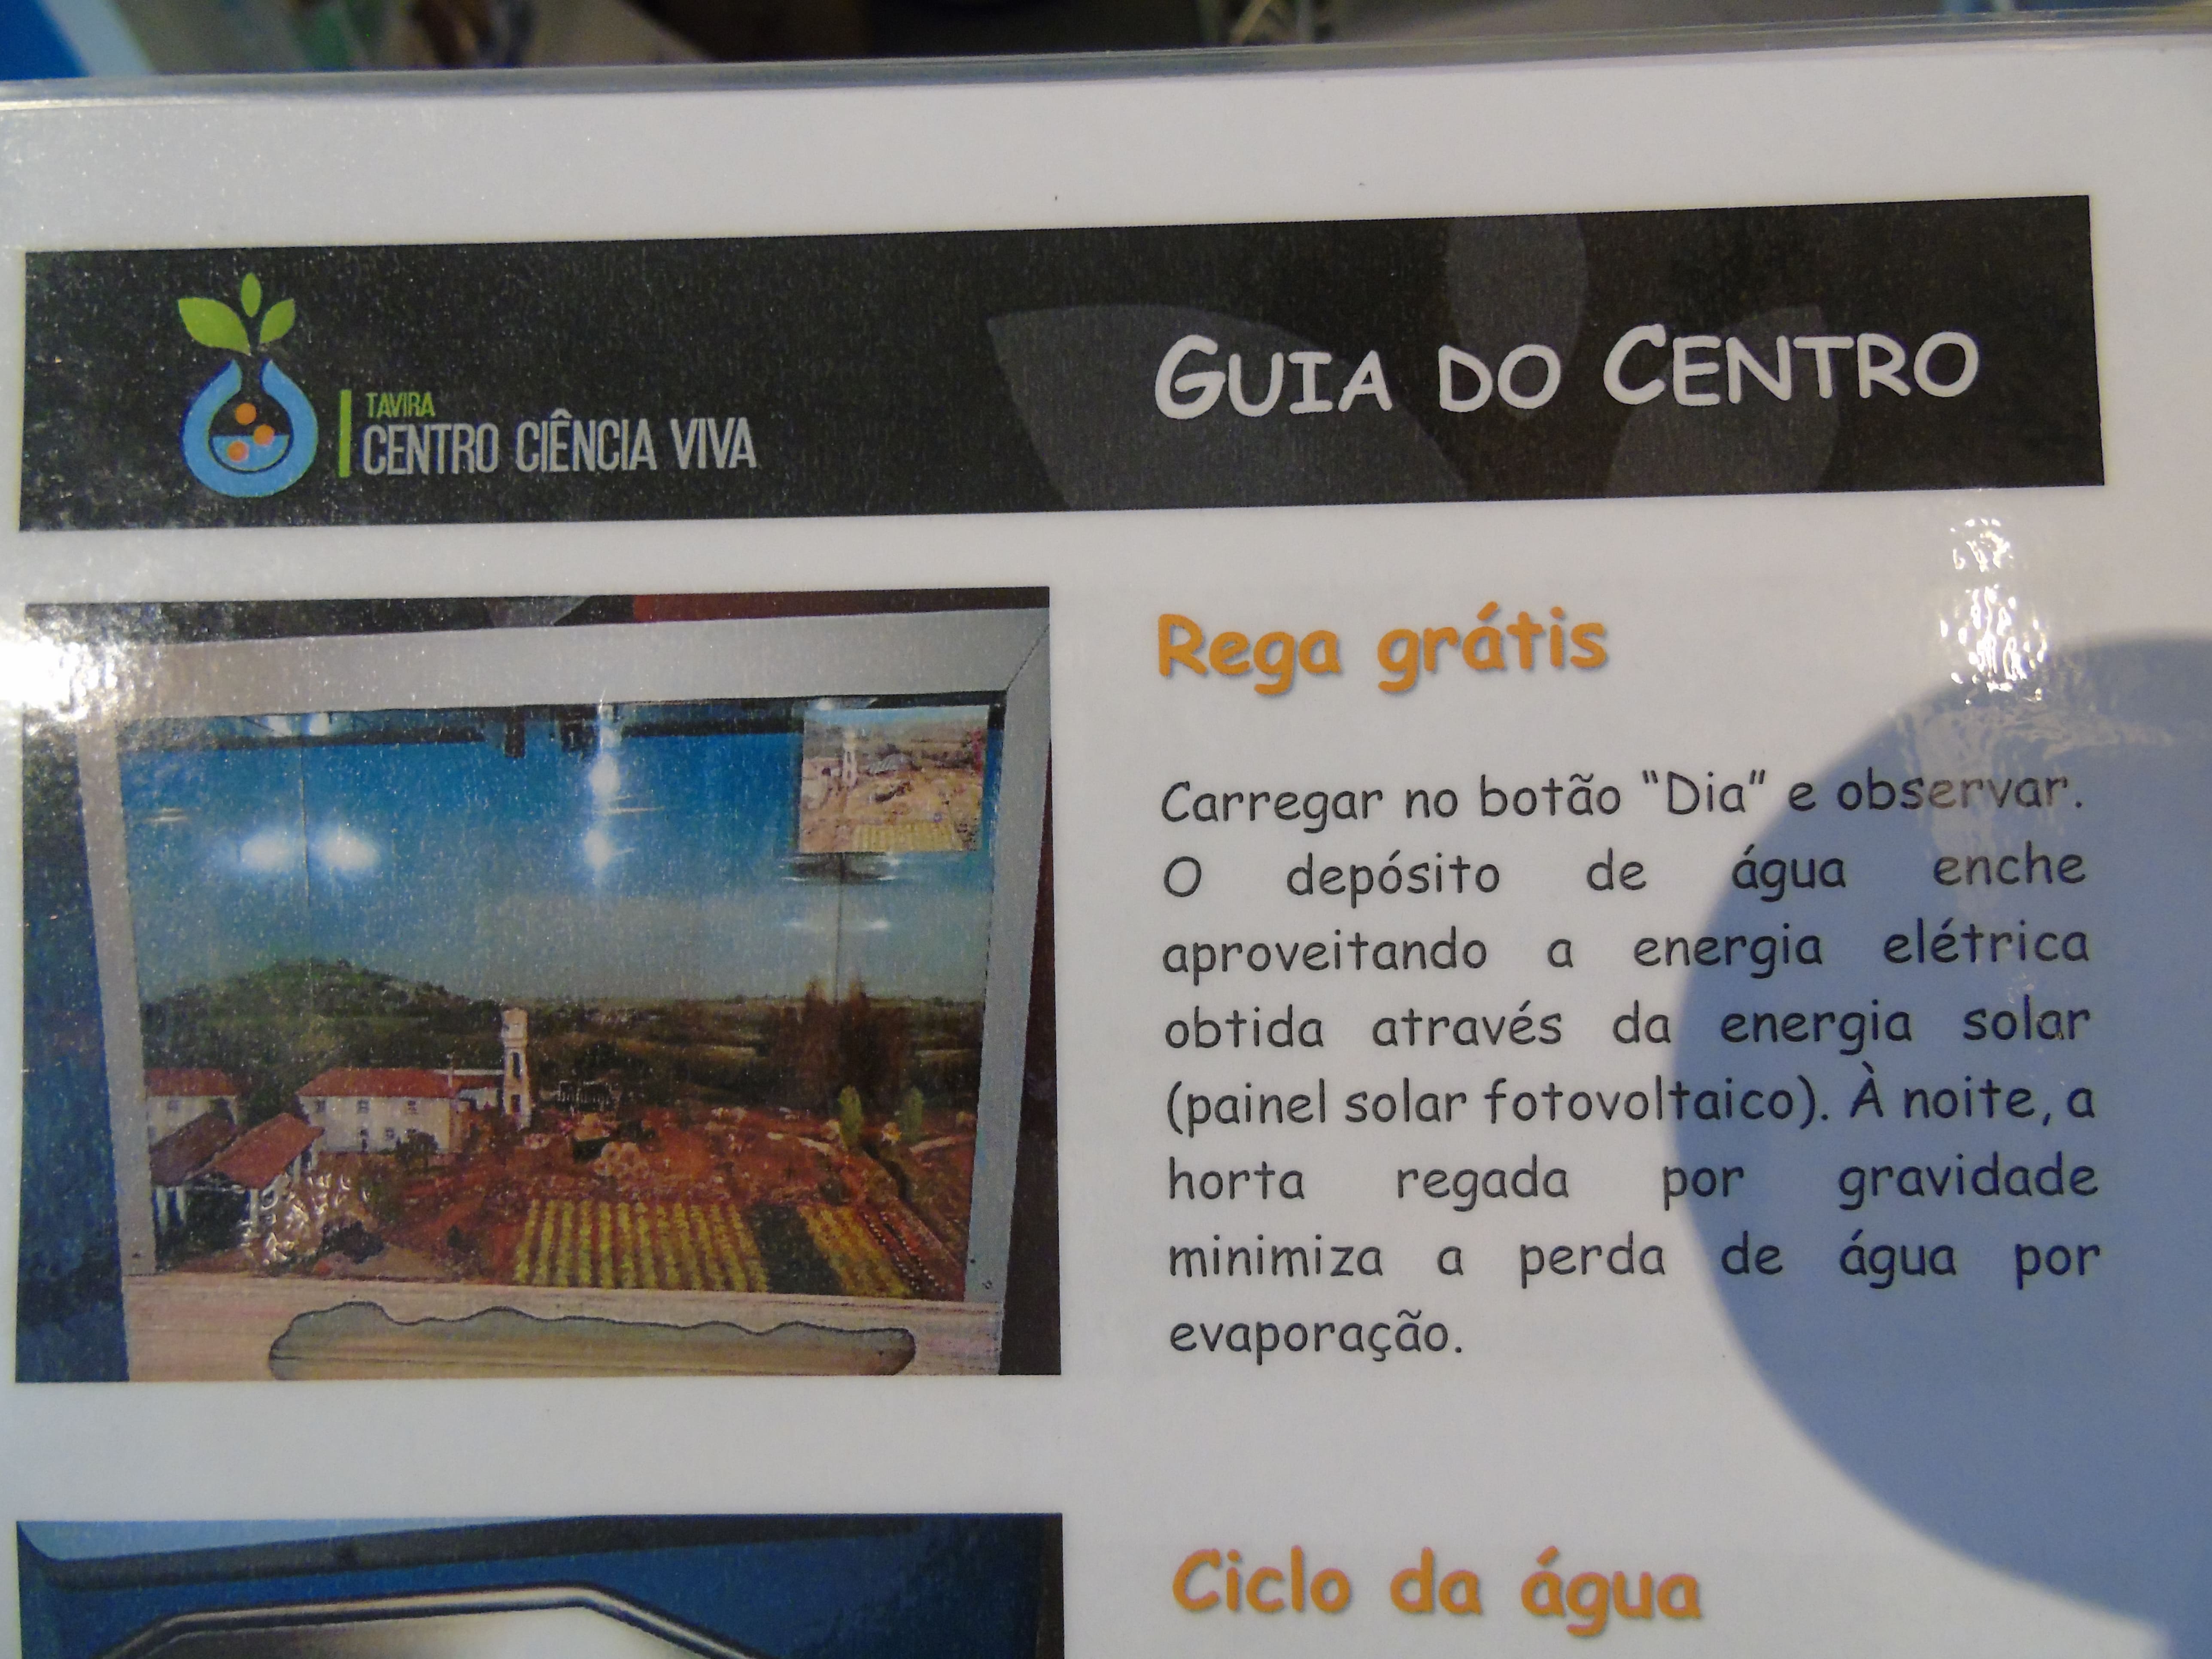 TAVIRA
CENTRO CIÊNCIA VIVA
GUIA DO CENTRO
Rega grátis
Carregar no botão “Dia” e observar.
O depósito de água enche
aproveitando a energia elétrica
obtida através da energia solar
(painel solar fotovoltaico). À noite, a
horta regada por gravidade
minimiza a perda de água por
evaporação.
Ciclo da água